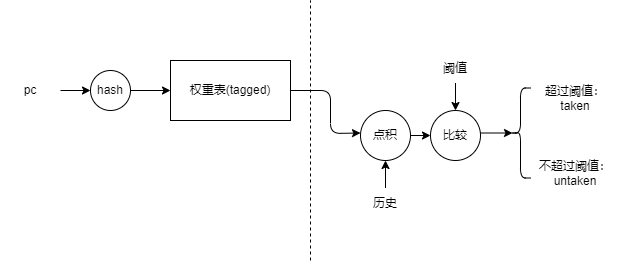 pc
hash
权重表(tagged)
点积
历史
阈值
比较
超过阈值：
taken
不超过阈值：
untaken